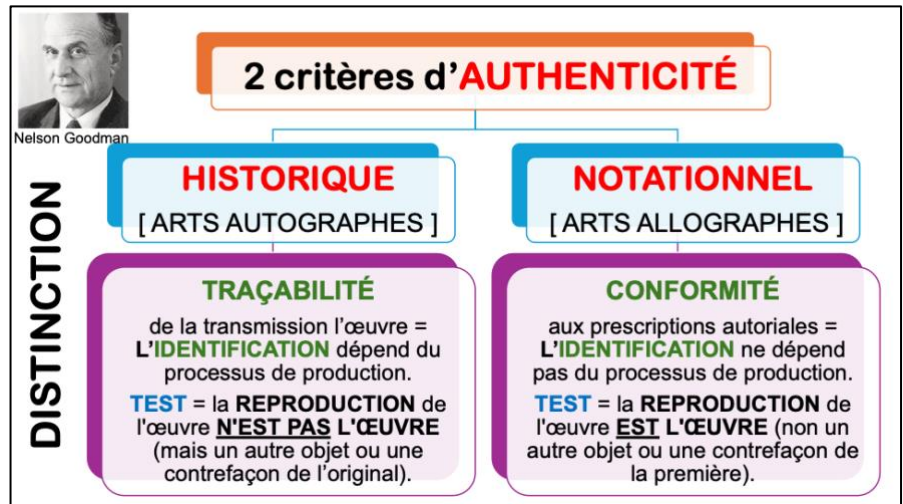 2 critères d'AUTHENTICITÉ
Nelson Goodman
DISTINCTION
HISTORIQUE
[ ARTS AUTOGRAPHES ]
TRAÇABILITÉ
de la transmission l'œuvre =
L'IDENTIFICATION dépend du
processus de production.
TEST = la REPRODUCTION de
l'œuvre N'EST PAS L'ŒUVRE
(mais un autre objet ou une
contrefaçon de l'original).
NOTATIONNEL
[ ARTS ALLOGRAPHES ]
CONFORMITÉ
aux prescriptions autoriales =
L'IDENTIFICATION ne dépend
pas du processus de production.
TEST = la REPRODUCTION de
l'œuvre EST L'ŒUVRE (non un
autre objet ou une contrefaçon de
la première).